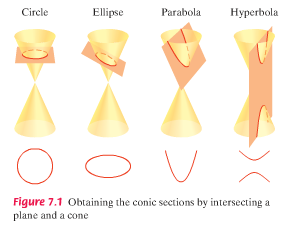 Circle Ellipse Parabola Hyperbola
Figure 7.1 Obtaining the conic sections by intersecting a
plane and a cone